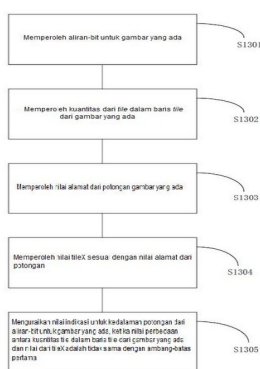 Memperoleh aliran-bit untuk gambar yang ada
S1301
Memperoleh kuantitas dari tile dalam baris tile
dari gambar yang ada
S1302
Memperoleh nilai alamat dari potongan gambar yang ada
S1303
Memperoleh nilai tileX sesuai dengan nilai alamat dari
potongan
S1304
Menguraikan nilai indikasi untuk kedalaman potongan dari
aliran-bit untuk gambar yang ada, ketika nilai perbedaan
antara kuantitas tile dalam baris tile dari gambar yang ada
dan nilai dari tileX adalah tidak sama dengan ambang-batas
pertama
S1305